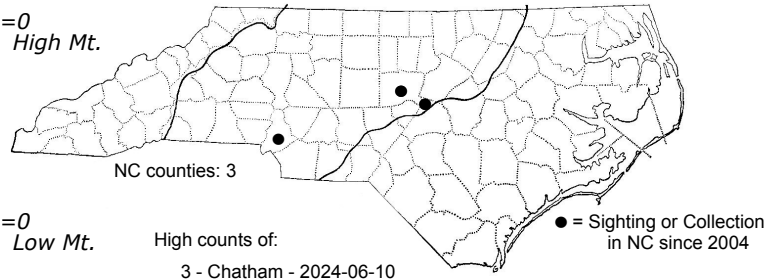 =0
High Mt.
NC counties: 3
=0
Low Mt.
High counts of:
3 - Chatham - 2024-06-10
● = Sighting or Collection
in NC since 2004